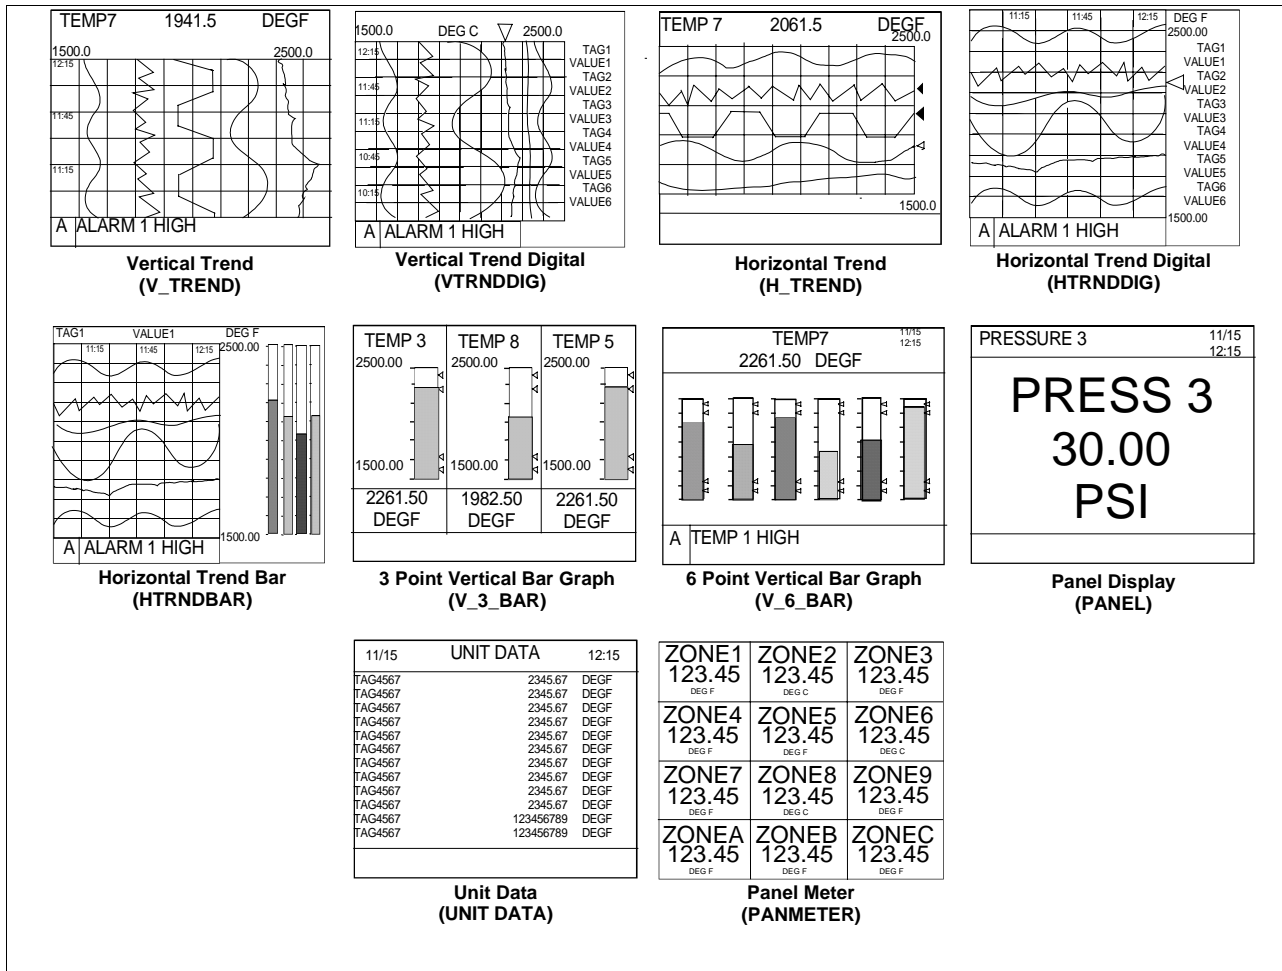 TEMP7 1941.5 DEGF
1500.0 2500.0
12:15
11:45
11:15
A ALARM 1 HIGH
Vertical Trend
(V_TREND)
1500.0 DEG C 2500.0
12:15
11:45
11:15
10:45
10:15
TAG1
VALUE1
TAG2
VALUE2
TAG3
VALUE3
TAG4
VALUE4
TAG5
VALUE5
TAG6
VALUE6
A ALARM 1 HIGH
Vertical Trend Digital
(VTRNDDIG)
TEMP 7 2061.5 DEGF
2500.0
1500.0
Horizontal Trend
(H_TREND)
11:15 11:45 12:15 DEG F
2500.00
TAG1
VALUE1
TAG2
VALUE2
TAG3
VALUE3
TAG4
VALUE4
TAG5
VALUE5
TAG6
VALUE6
1500.00
A ALARM 1 HIGH
Horizontal Trend Digital
(HTRNDDIG)
TAG1 VALUE1 DEG F
11:15 11:45 12:15 2500.00
1500.00
A ALARM 1 HIGH
Horizontal Trend Bar
(HTRNDBAR)
TEMP 3 TEMP 8 TEMP 5
2500.00 2500.00 2500.00
1500.00 1500.00 1500.00
2261.50 1982.50 2261.50
DEGF DEGF DEGF
3 Point Vertical Bar Graph
(V_3_BAR)
TEMP7 11/15
12:15
2261.50 DEGF
A TEMP 1 HIGH
6 Point Vertical Bar Graph
(V_6_BAR)
PRESSURE 3 11/15
12:15
PRESS 3
30.00
PSI
Panel Display
(PANEL)
11/15 UNIT DATA 12:15
TAG4567 2345.67 DEGF
TAG4567 2345.67 DEGF
TAG4567 2345.67 DEGF
TAG4567 2345.67 DEGF
TAG4567 2345.67 DEGF
TAG4567 2345.67 DEGF
TAG4567 2345.67 DEGF
TAG4567 2345.67 DEGF
TAG4567 2345.67 DEGF
TAG4567 2345.67 DEGF
TAG4567 123456789 DEGF
TAG4567 123456789 DEGF
Unit Data
(UNIT DATA)
ZONE1 ZONE2 ZONE3
123.45 123.45 123.45
DEG F DEG C DEG F
ZONE4 ZONE5 ZONE6
123.45 123.45 123.45
DEG F DEG F DEG C
ZONE7 ZONE8 ZONE9
123.45 123.45 123.45
DEG F DEG C DEG F
ZONEA ZONEB ZONEC
123.45 123.45 123.45
DEG F DEG F DEG F
Panel Meter
(PANMETER)